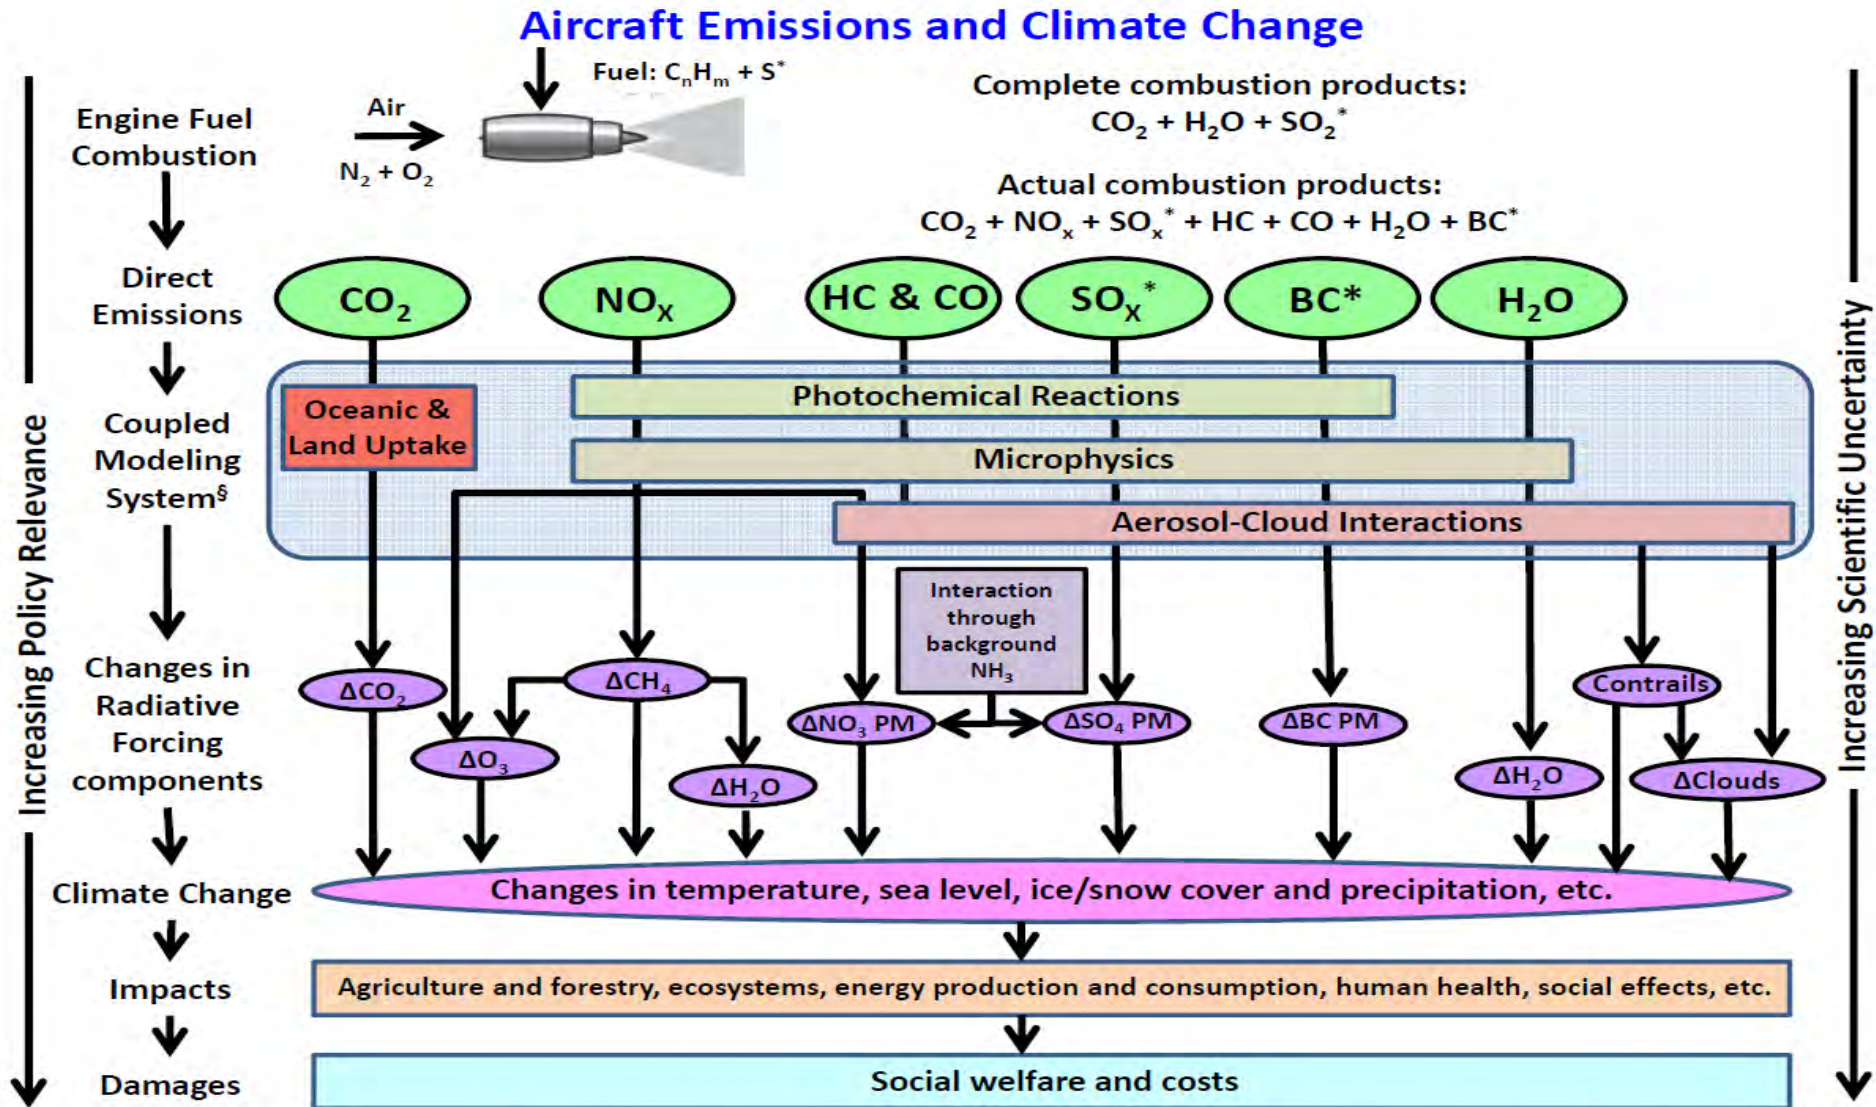 Aircraft Emissions and Climate Change
Increasing Policy Relevance
Engine Fuel
Combustion
Direct
Emissions
Coupled
Modeling
System§
Changes in
Radiative
Forcing
components
Climate Change
Impacts
Damages
Fuel: CₙHₘ + S*
Air
N₂ + O₂
Complete combustion products:
CO₂ + H₂O + SO₂*
Actual combustion products:
CO₂ + NOₓ + SOₓ* + HC + CO + H₂O + BC*
CO₂
NOₓ
HC & CO
SOₓ*
BC*
H₂O
Oceanic &
Land Uptake
Photochemical Reactions
Microphysics
Aerosol-Cloud Interactions
Interaction
through
background
NH₃
ΔCO₂
ΔO₃
ΔCH₄
ΔH₂O
ΔNO₃ PM
ΔSO₄ PM
ΔBC PM
ΔH₂O
Contrails
ΔClouds
Changes in temperature, sea level, ice/snow cover and precipitation, etc.
Agriculture and forestry, ecosystems, energy production and consumption, human health, social effects, etc.
Social welfare and costs
Increasing Scientific Uncertainty